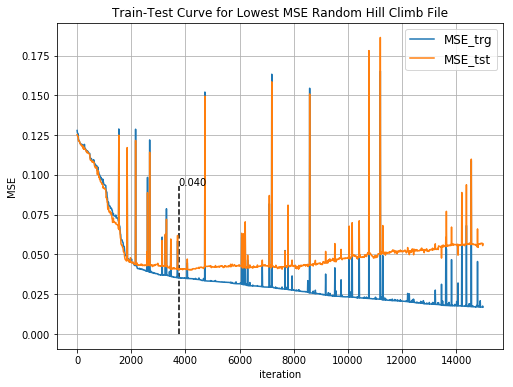 Train-Test Curve for Lowest MSE Random Hill Climb File
MSE_trg
MSE_tst
0.040
MSE
0.175
0.150
0.125
0.100
0.075
0.050
0.025
0.000
0 2000 4000 6000 8000 10000 12000 14000
iteration